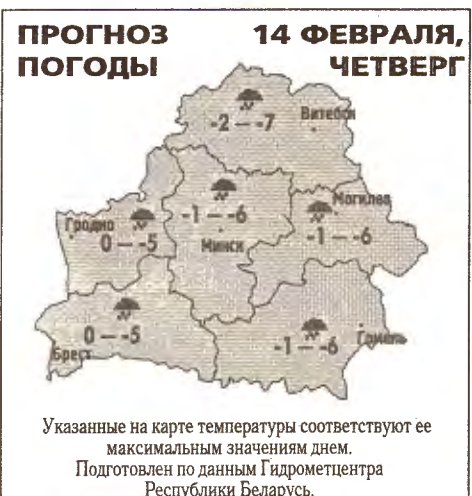 ПРОГНОЗ 14 ФЕВРАЛЯ,
ПОГОДЫ ЧЕТВЕРГ
Витебск
-2 – -7
Могилев
-1 – -6
Гродно
-1 – -6
0 – -5
Минск
0 – -5
Гомель
-1 – -6
Брест
Указанные на карте температуры соответствуют ее
максимальным значениям днем.
Подготовлен по данным Гидрометцентра
Республики Беларусь.